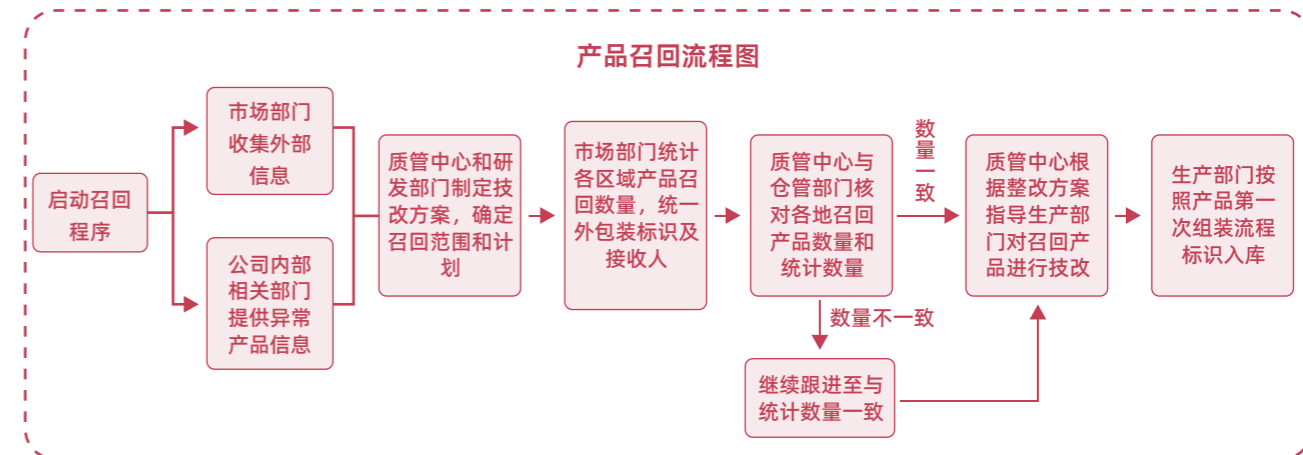 产品召回流程图
启动召回
程序
市场部门
收集外部
信息
公司内部
相关部门
提供异常
产品信息
质管中心和研
发部门制定技
改方案，确定
召回范围和计
划
市场部门统计
各区域产品召
回数量，统一
外包装标识及
接收人
质管中心与
仓管部门核
对各地召回
产品数量和
统计数量
数量一致
数量不一致
继续跟进至与
统计数量一致
质管中心根
据整改方案
指导生产部
门对召回产
品进行技改
生产部门按
照产品第一
次组装流程
标识入库